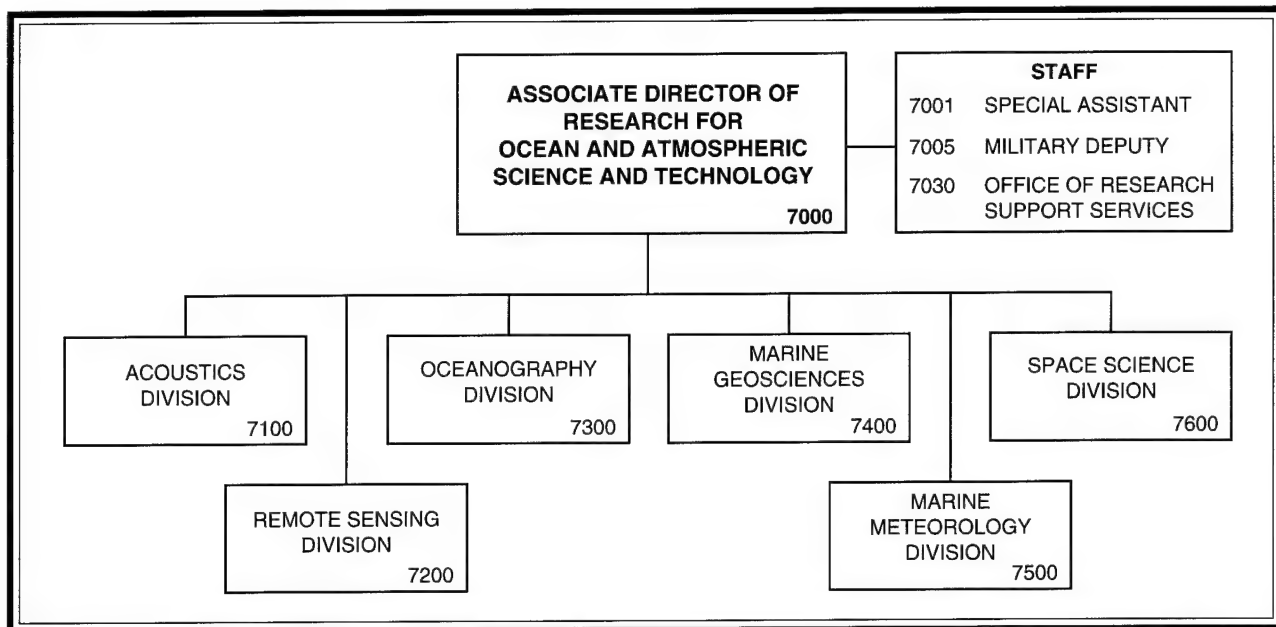 ASSOCIATE DIRECTOR OF
RESEARCH FOR
OCEAN AND ATMOSPHERIC
SCIENCE AND TECHNOLOGY
7000
STAFF
7001 SPECIAL ASSISTANT
7005 MILITARY DEPUTY
7030 OFFICE OF RESEARCH
SUPPORT SERVICES
ACOUSTICS
DIVISION
7100
OCEANOGRAPHY
DIVISION
7300
MARINE
GEOSCIENCES
DIVISION
7400
SPACE SCIENCE
DIVISION
7600
REMOTE SENSING
DIVISION
7200
MARINE
METEOROLOGY
DIVISION
7500